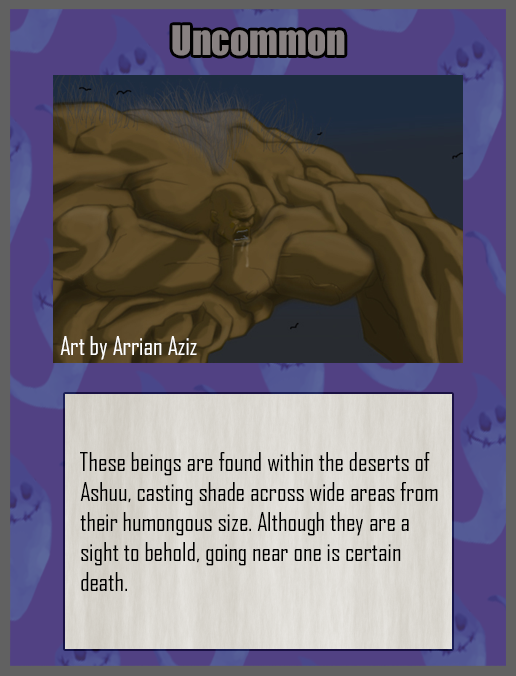 Uncommon
Art by Arrian Aziz
These beings are found within the deserts of
Ashuu, casting shade across wide areas from
their humongous size. Although they are a
sight to behold, going near one is certain
death.